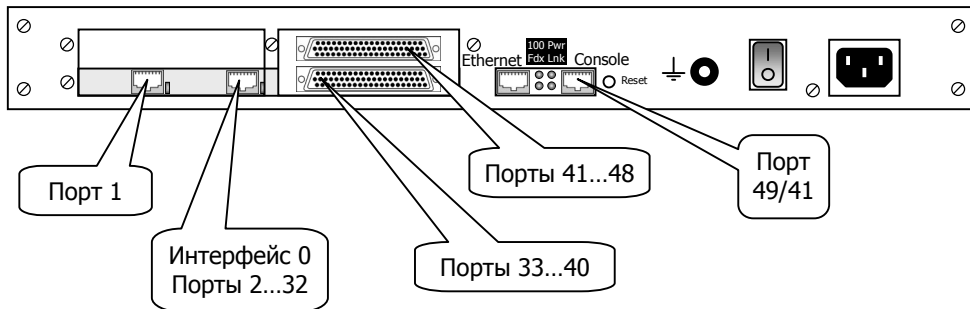 100 Pwr
Ethernet Fdx Lnk Console
Reset
Порт 1
Порты 41...48
Порт
49/41
Интерфейс 0
Порты 2...32
Порты 33...40